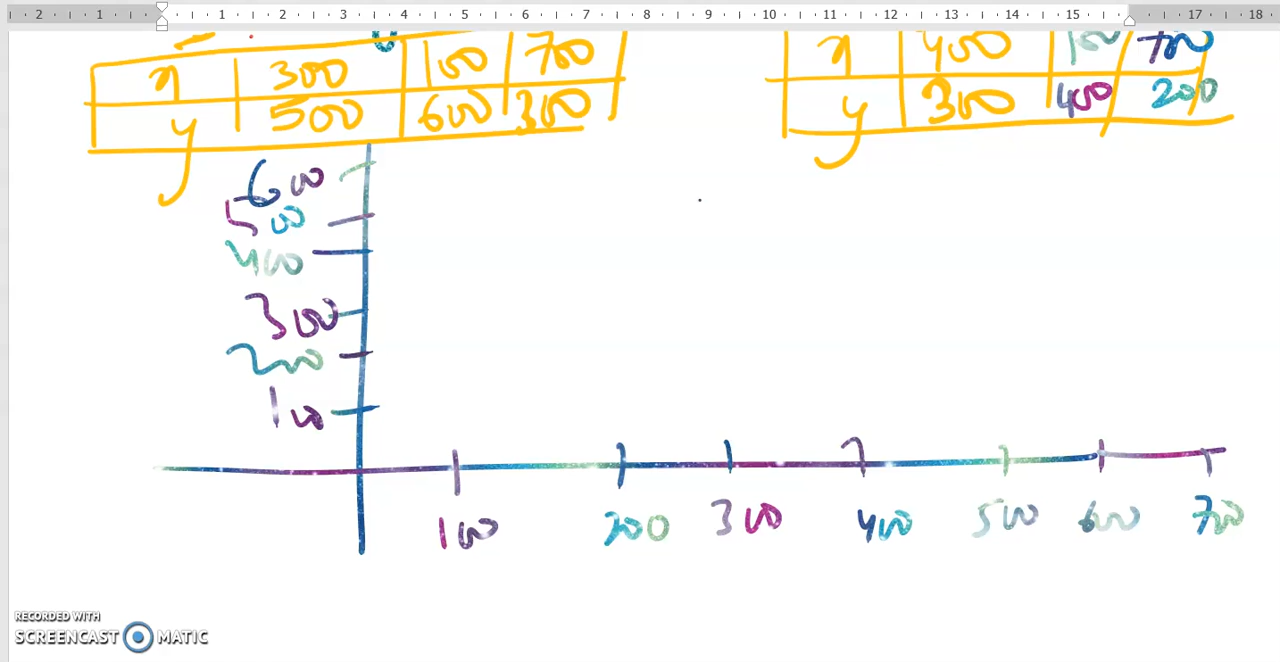 2 1 1 2 3 4 5 6 7 8 9 10 11 12 13 14 15 17 18
x 300 100 700
y 500 600 300
x 400 100 700
y 300 400 200
600
500
400
300
200
100
100 200 300 400 500 600 700
RECORDED WITH
SCREENCAST MATIC